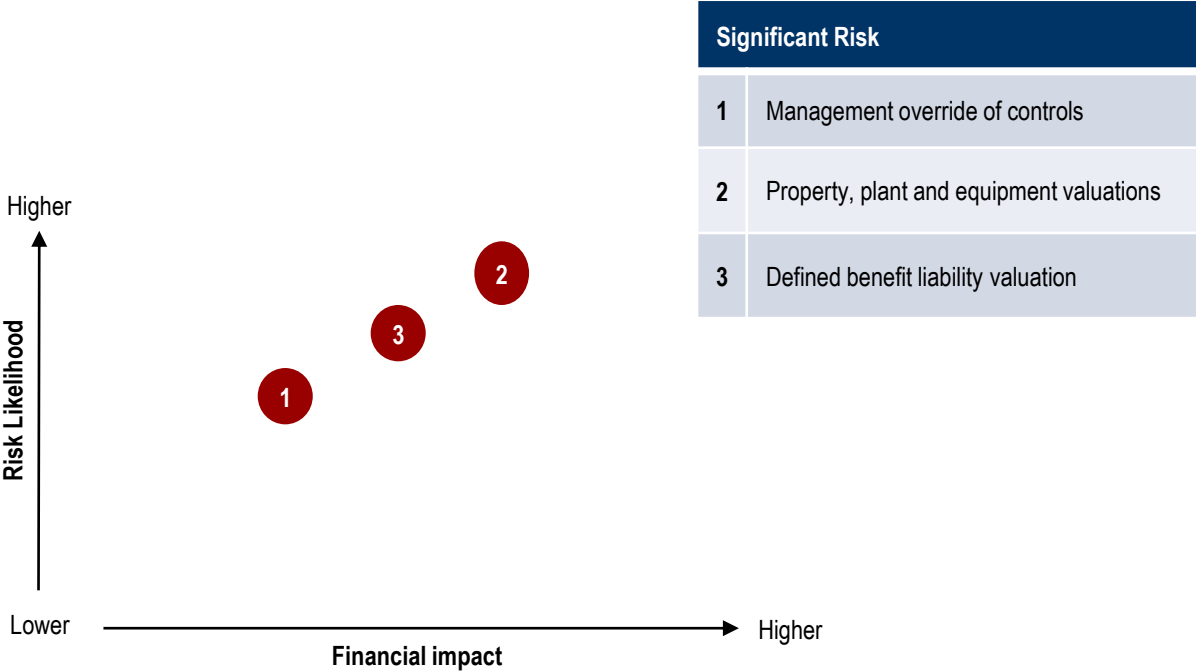 Significant Risk
1 Management override of controls
2 Property, plant and equipment valuations
3 Defined benefit liability valuation
Higher
Risk Likelihood
2
3
1
Lower
Higher
Financial impact